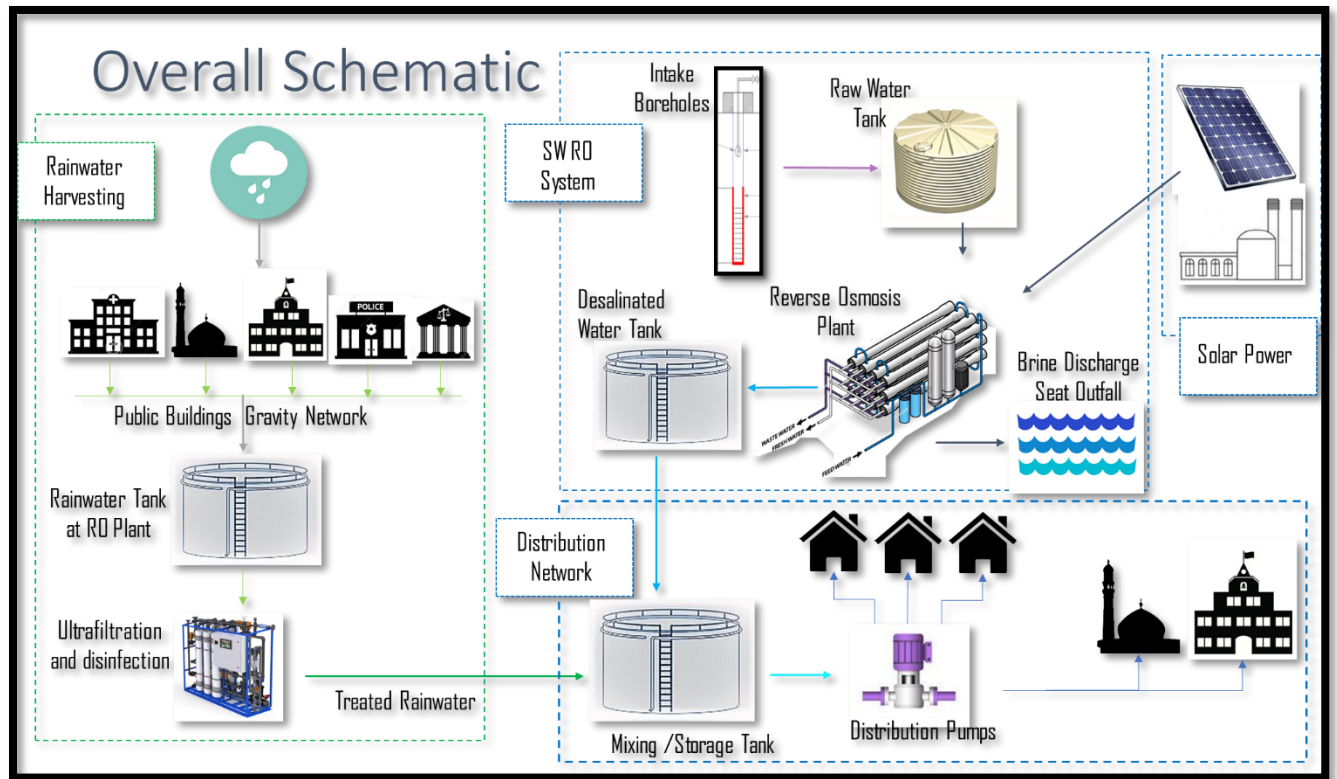 Overall Schematic
Rainwater
Harvesting
POLICE
Public Buildings Gravity Network
Rainwater Tank
at RO Plant
Ultrafiltration
and disinfection
Treated Rainwater
SWRO
System
Intake
Boreholes
Raw Water
Tank
Desalinated
Water Tank
Reverse Osmosis
Plant
WASTE WATER
FRESH WATER
FEED WATER
Brine Discharge
Seat Outfall
Solar Power
Distribution
Network
Mixing /Storage Tank
Distribution Pumps